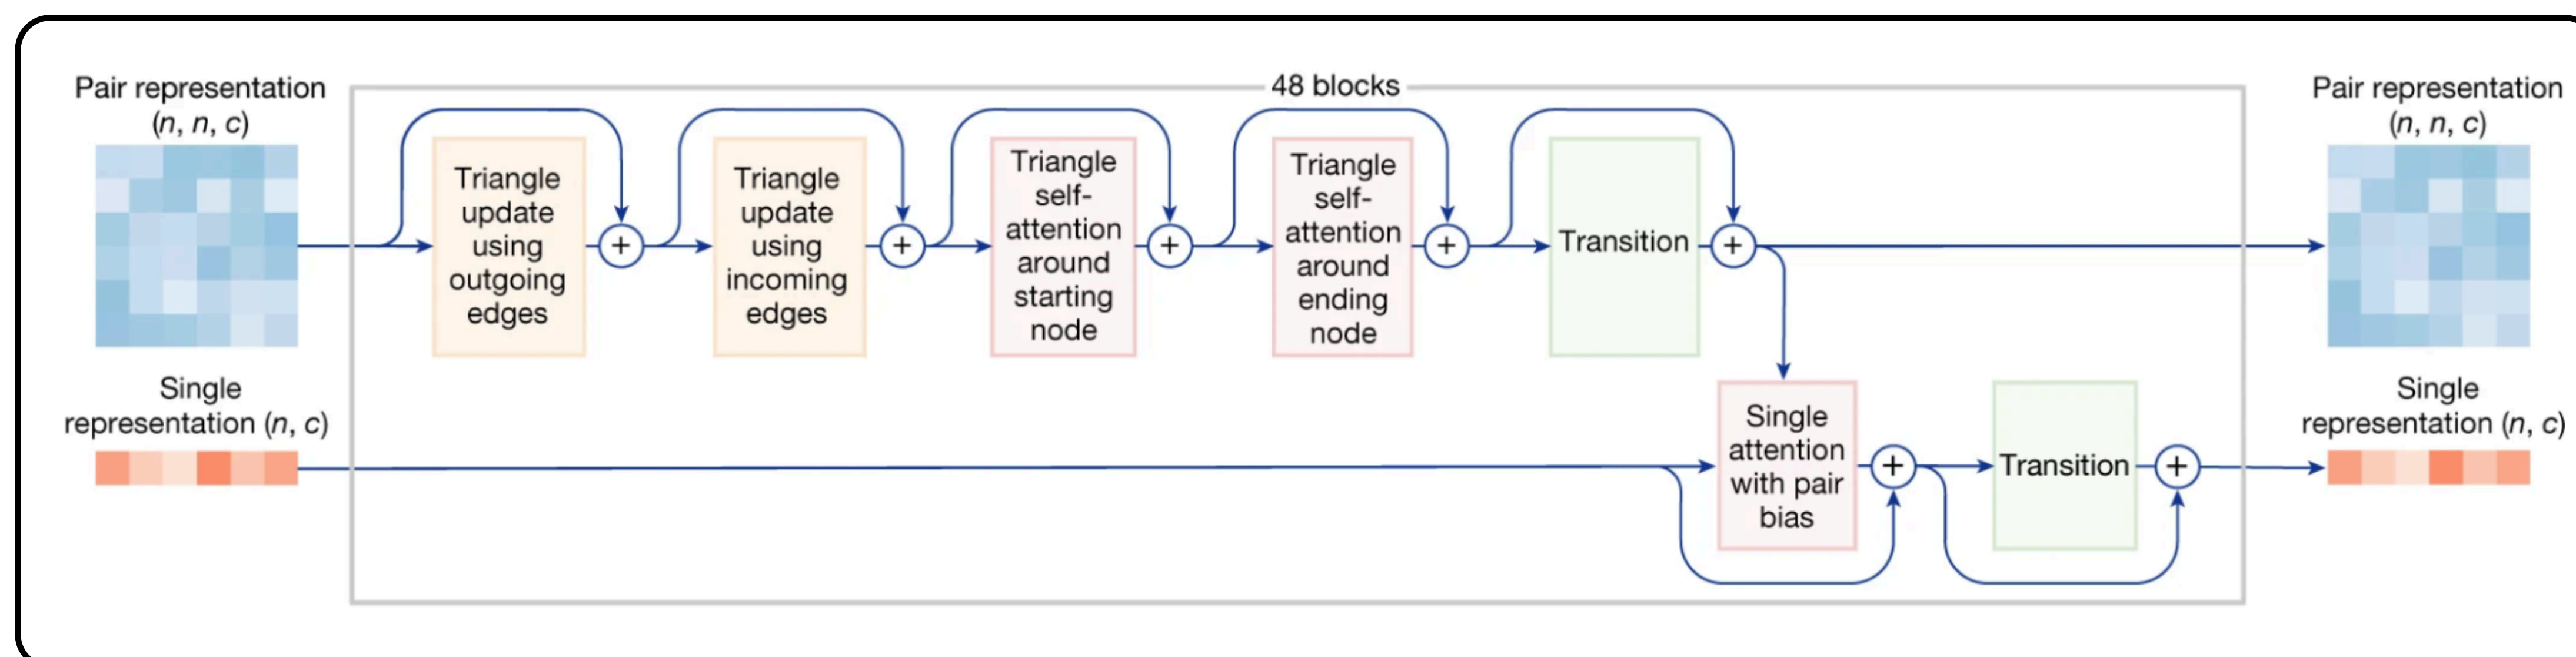 48 blocks
Pair representation
(n, n, c)
Triangle
update
using
outgoing
edges
+
Triangle
update
using
incoming
edges
+
Triangle
self-
attention
around
starting
node
+
Triangle
self-
attention
around
ending
node
+
Transition
+
Pair representation
(n, n, c)
Single
representation (n, c)
Single
attention
with pair
bias
+
Transition
+
Single
representation (n, c)